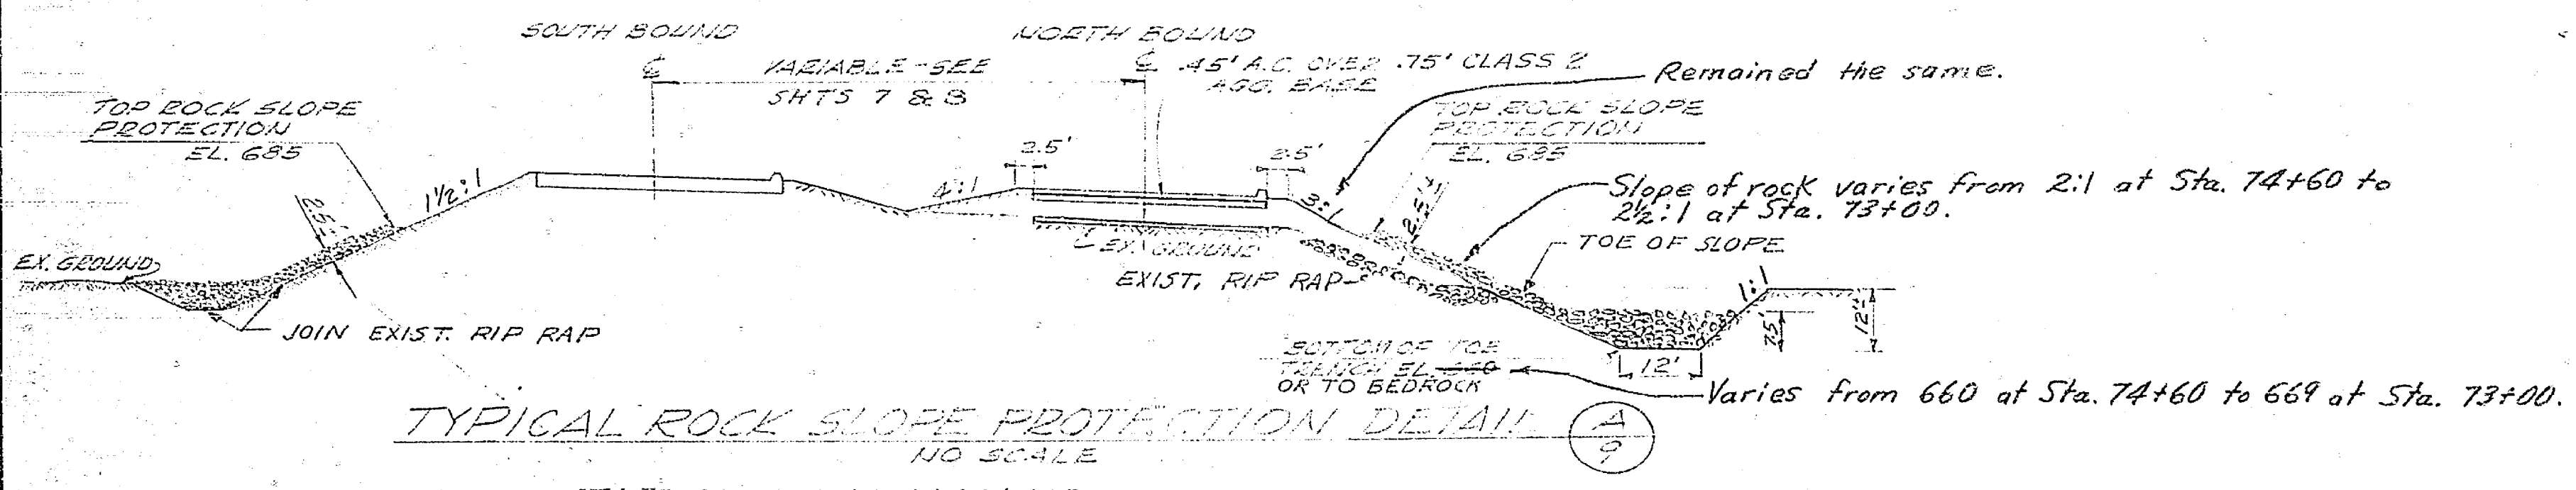 SOUTH BOUND
NORTH BOUND
℄
VARIABLE - SEE
SHTS 7 & 8
℄
.45' A.C. OVER .75' CLASS 2
AGG. BASE
Remained the same.
TOP ROCK SLOPE
PROTECTION
EL. 685
TOP ROCK SLOPE
PROTECTION
EL. 685
2.5'
2.5'
1½:1
4:1
3:1
2.5'
2.5'
Slope of rock varies from 2:1 at Sta. 74+60 to
2½:1 at Sta. 73+00.
TOE OF SLOPE
EX. GROUND
EX. GROUND
EXIST. RIP RAP
1:1
12'
JOIN EXIST. RIP RAP
BOTTOM OF TOE
TRENCH EL. 660
OR TO BEDROCK
12'
Varies from 660 at Sta. 74+60 to 669 at Sta. 73+00.
TYPICAL ROCK SLOPE PROTECTION DETAIL
A
9
NO SCALE